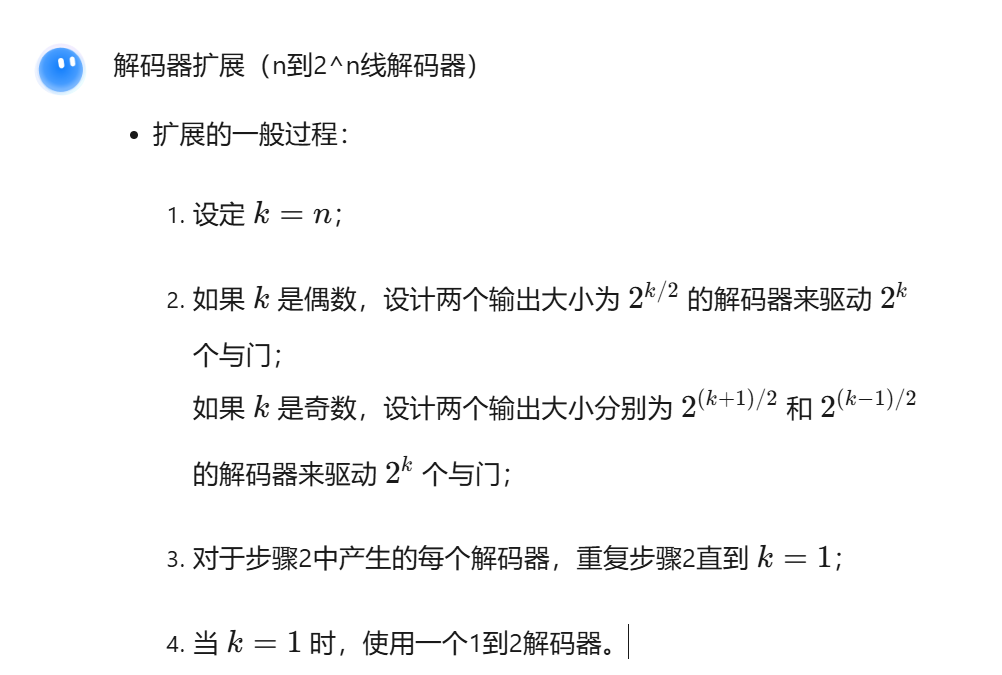 解码器扩展（n到2^n线解码器）
• 扩展的一般过程：
1. 设定 k = n；
2. 如果 k 是偶数，设计两个输出大小为 2^{k/2} 的解码器来驱动 2^k
个与门；
如果 k 是奇数，设计两个输出大小分别为 2^{(k+1)/2} 和 2^{(k−1)/2}
的解码器来驱动 2^k 个与门；
3. 对于步骤2中产生的每个解码器，重复步骤2直到 k = 1；
4. 当 k = 1 时，使用一个1到2解码器。